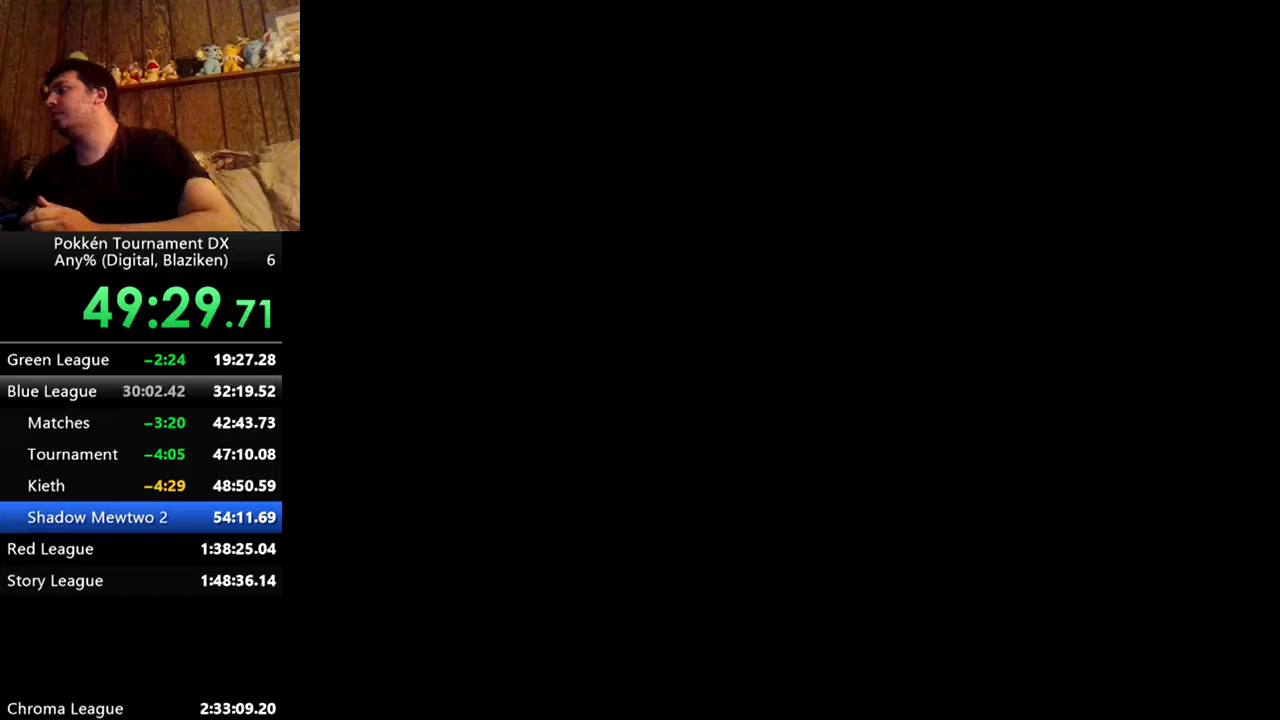 Pokkén Tournament DX
Any% (Digital, Blaziken) 6
49:29.71
Green League -2:24 19:27.28
Blue League 30:02.42 32:19.52
Matches -3:20 42:43.73
Tournament -4:05 47:10.08
Kieth -4:29 48:50.59
Shadow Mewtwo 2 54:11.69
Red League 1:38:25.04
Story League 1:48:36.14
Chroma League 2:33:09.20